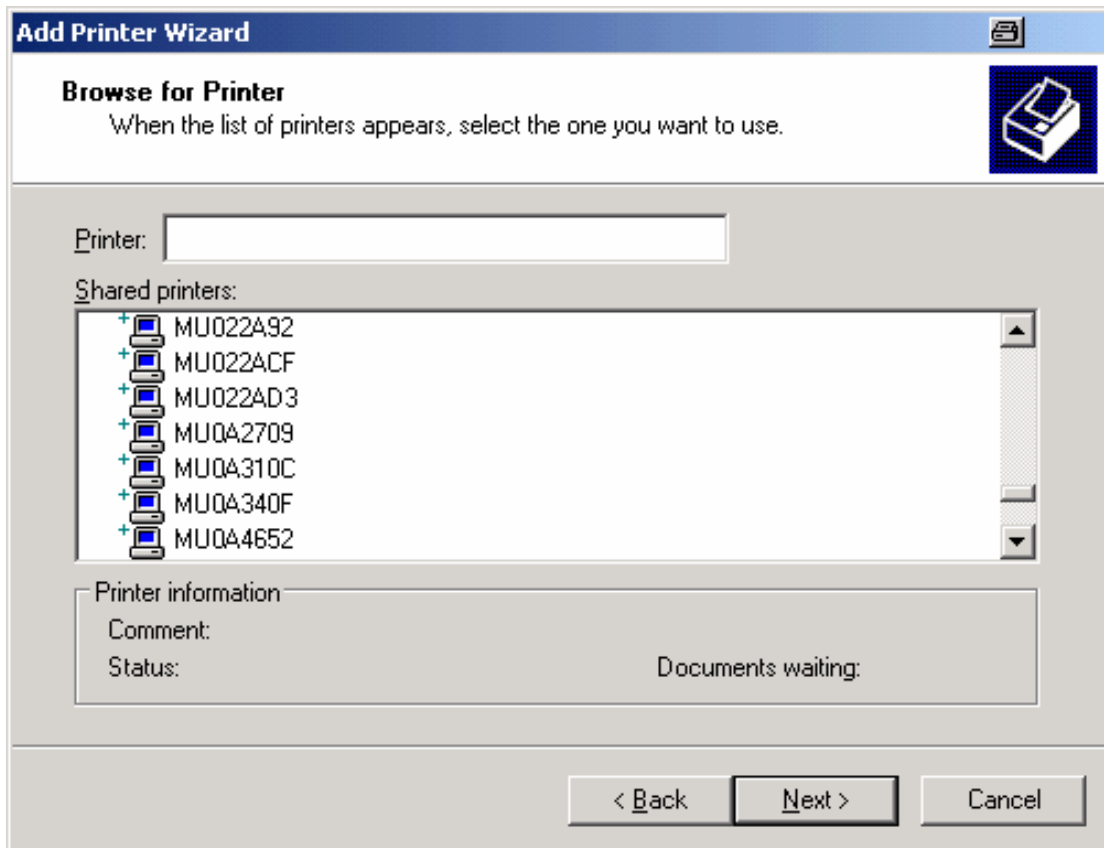 Add Printer Wizard
Browse for Printer
When the list of printers appears, select the one you want to use.
Printer:
Shared printers:
MU022A92
MU022ACF
MU022AD3
MU0A2709
MU0A310C
MU0A340F
MU0A4652
Printer information
Comment:
Status: Documents waiting:
< Back Next > Cancel